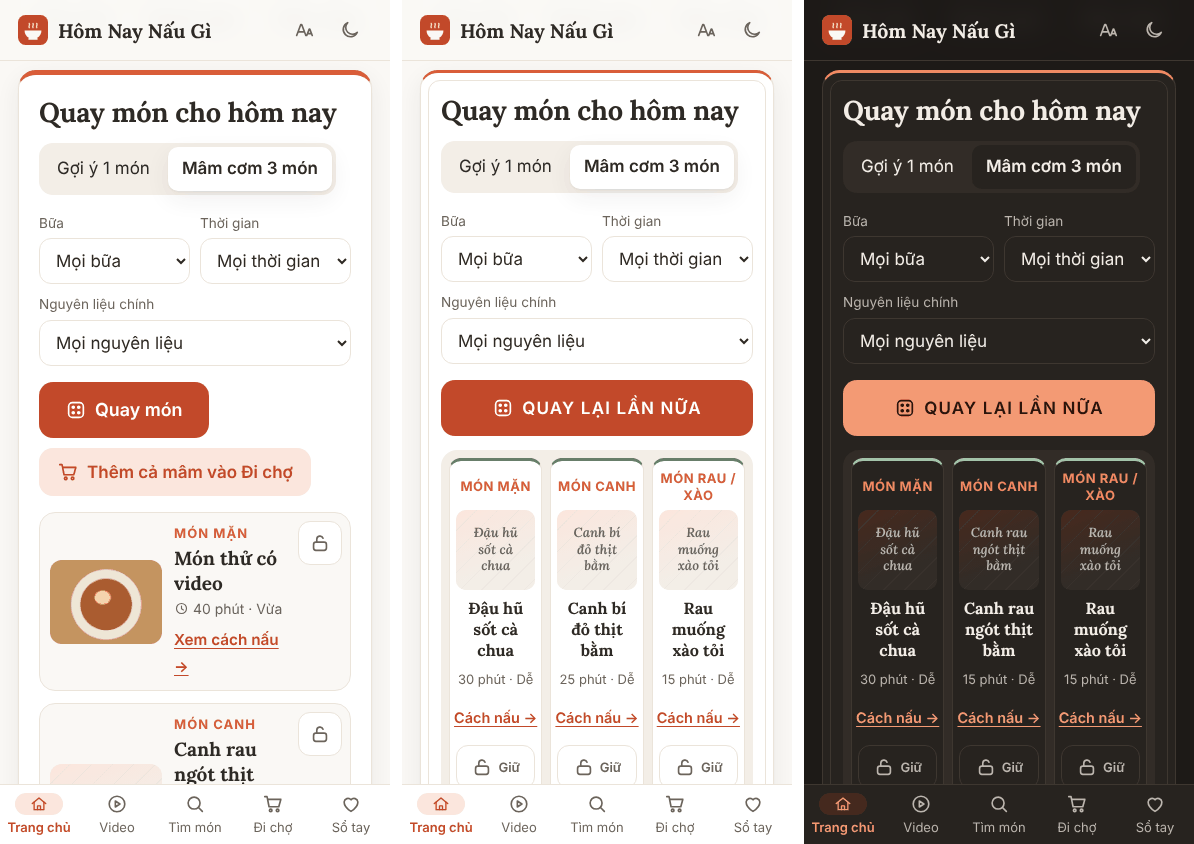 Hôm Nay Nấu Gì
Quay món cho hôm nay
Gợi ý 1 món
Mâm cơm 3 món
Bữa
Thời gian
Mọi bữa
Mọi thời gian
Nguyên liệu chính
Mọi nguyên liệu
Quay món
Thêm cả mâm vào Đi chợ
MÓN MẶN
Món thử có
video
40 phút · Vừa
Xem cách nấu
→
MÓN CANH
Canh rau
ngót thịt
Trang chủ
Video
Tìm món
Đi chợ
Sổ tay
Hôm Nay Nấu Gì
Quay món cho hôm nay
Gợi ý 1 món
Mâm cơm 3 món
Bữa
Thời gian
Mọi bữa
Mọi thời gian
Nguyên liệu chính
Mọi nguyên liệu
QUAY LẠI LẦN NỮA
MÓN MẶN
Đậu hũ
sốt cà
chua
Đậu hũ
sốt cà
chua
30 phút · Dễ
Cách nấu →
Giữ
MÓN CANH
Canh bí
đỏ thịt
bằm
Canh bí
đỏ thịt
bằm
25 phút · Dễ
Cách nấu →
Giữ
MÓN RAU /
XÀO
Rau
muống
xào tỏi
Rau
muống
xào tỏi
15 phút · Dễ
Cách nấu →
Giữ
Trang chủ
Video
Tìm món
Đi chợ
Sổ tay
Hôm Nay Nấu Gì
Quay món cho hôm nay
Gợi ý 1 món
Mâm cơm 3 món
Bữa
Thời gian
Mọi bữa
Mọi thời gian
Nguyên liệu chính
Mọi nguyên liệu
QUAY LẠI LẦN NỮA
MÓN MẶN
Đậu hũ
sốt cà
chua
Đậu hũ
sốt cà
chua
30 phút · Dễ
Cách nấu →
Giữ
MÓN CANH
Canh rau
ngót thịt
bằm
Canh rau
ngót thịt
bằm
15 phút · Dễ
Cách nấu →
Giữ
MÓN RAU /
XÀO
Rau
muống
xào tỏi
Rau
muống
xào tỏi
15 phút · Dễ
Cách nấu →
Giữ
Trang chủ
Video
Tìm món
Đi chợ
Sổ tay